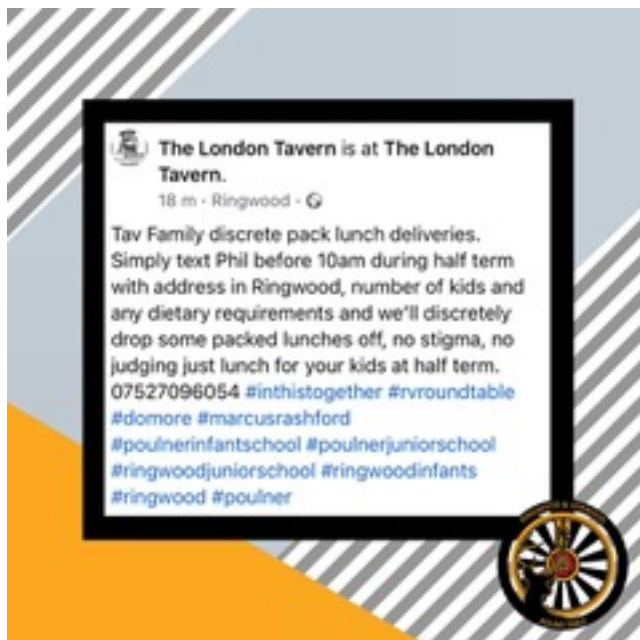 The London Tavern is at The London
Tavern.
18 m · Ringwood ·
Tav Family discrete pack lunch deliveries.
Simply text Phil before 10am during half term
with address in Ringwood, number of kids and
any dietary requirements and we'll discretely
drop some packed lunches off, no stigma, no
judging just lunch for your kids at half term.
07527096054 #inthistogether #rvroundtable
#domore #marcusrashford
#poulnerinfantschool #poulnerjuniorschool
#ringwoodjuniorschool #ringwoodinfants
#ringwood #poulner